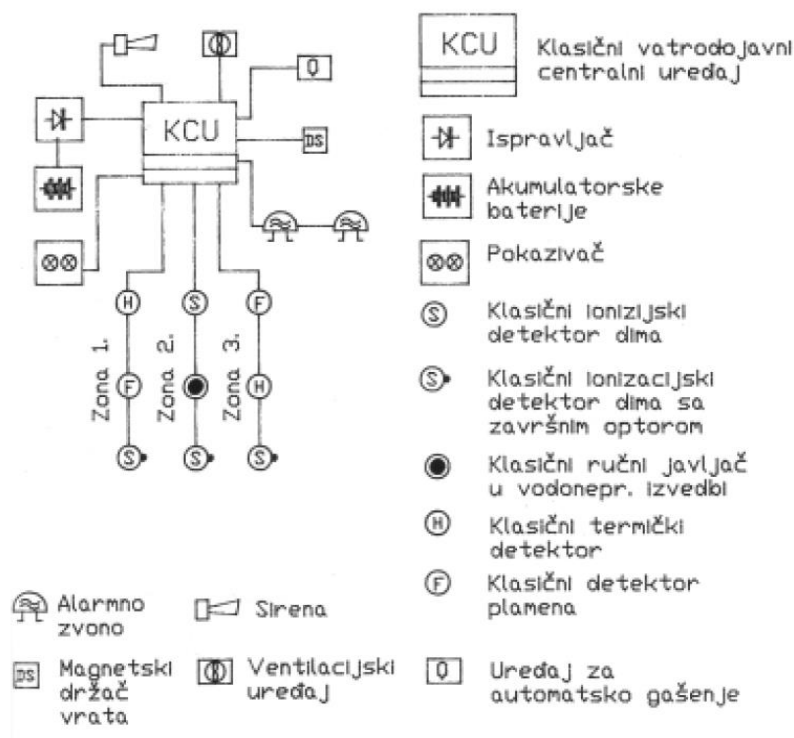 KCU
Q
DS
H
S
F
Zona 1.
Zona 2.
Zona 3.
F
H
S
S
S
KCU
Klasični vatrodojavni
centralni uređaj
Ispravljač
Akumulatorske
baterije
Pokazivač
S
Klasični ionizijski
detektor dima
S
Klasični ionizacijski
detektor dima sa
završnim optorom
Klasični ručni javljač
u vodonepr. izvedbi
H
Klasični termički
detektor
F
Klasični detektor
plamena
Alarmno
zvono
Sirena
DS
Magnetski
držač
vrata
Ventilacijski
uređaj
Q
Uređaj za
automatsko gašenje